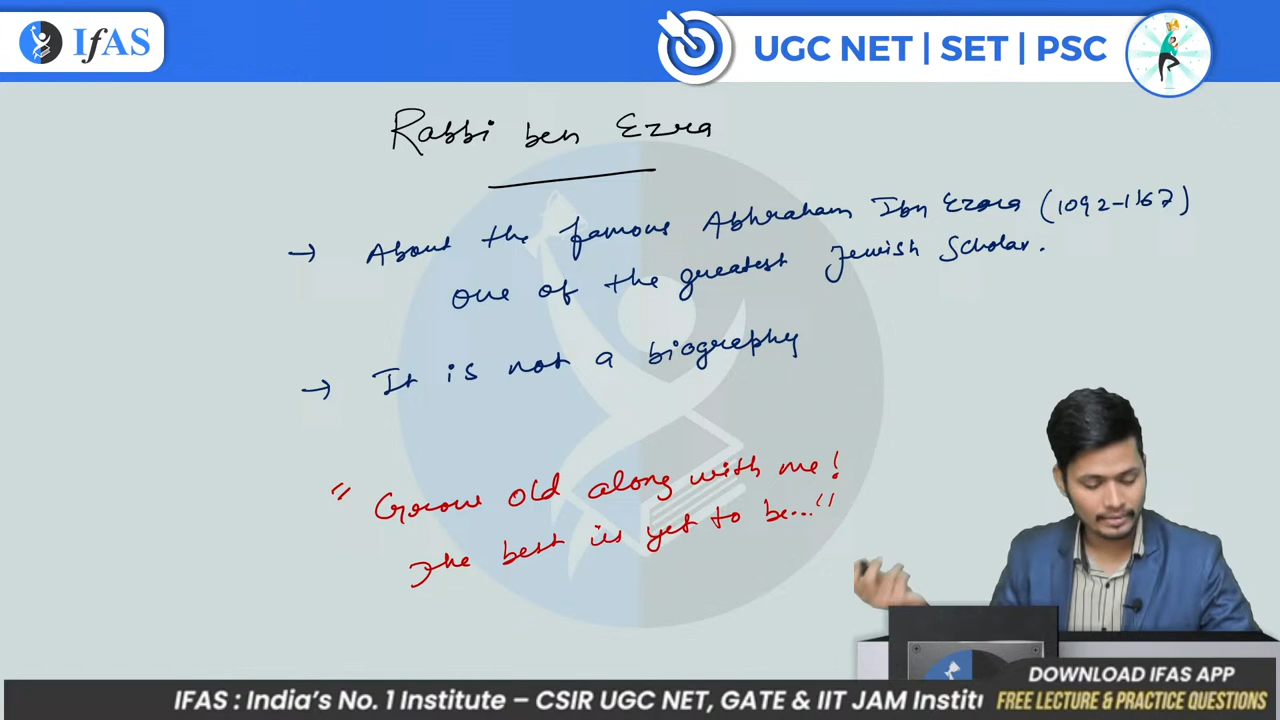 IfAS
UGC NET | SET | PSC
Rabbi ben Ezra
→ About the famous Abhraham Ibn Ezara (1092-1167)
one of the greatest Jewish Scholar.
→ It is not a biography
"Grow old along with me!
The best is yet to be..."
DOWNLOAD IFAS APP
IFAS : India's No. 1 Institute – CSIR UGC NET, GATE & IIT JAM Institu
FREE LECTURE & PRACTICE QUESTIONS